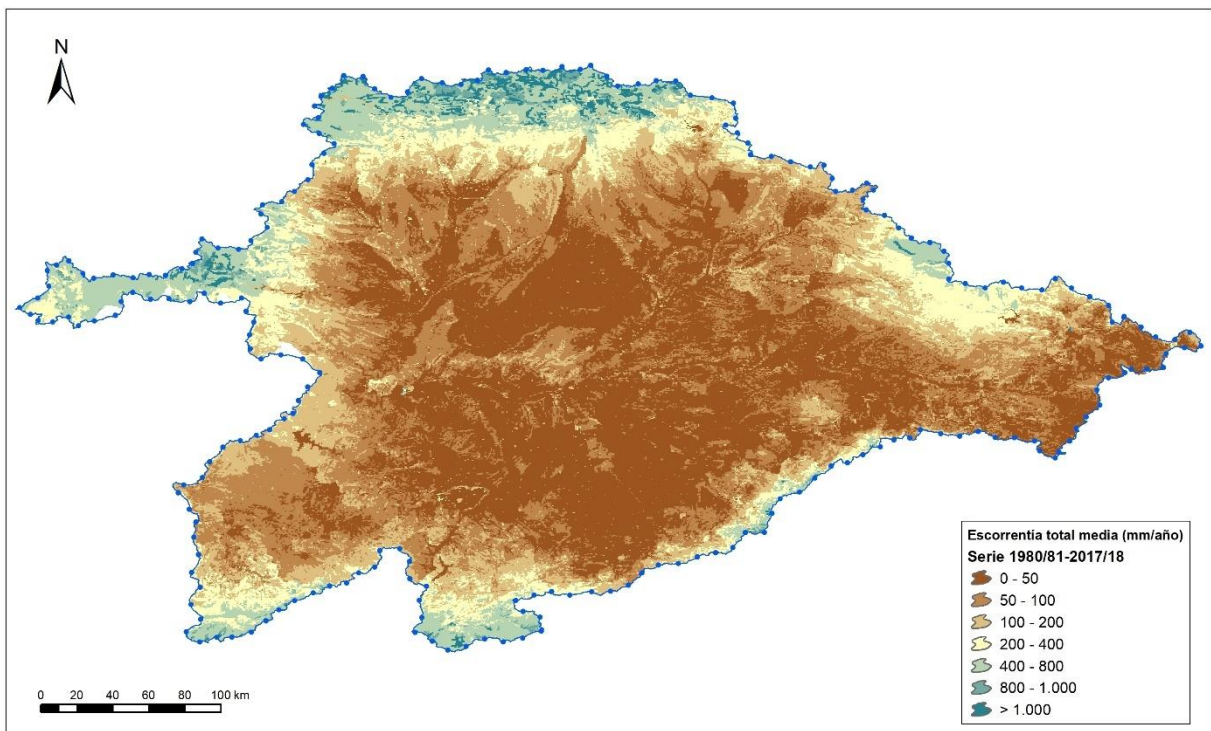 N
Escorrentía total media (mm/año)
Serie 1980/81-2017/18
0 - 50
50 - 100
100 - 200
200 - 400
400 - 800
800 - 1.000
> 1.000
0 20 40 60 80 100 km